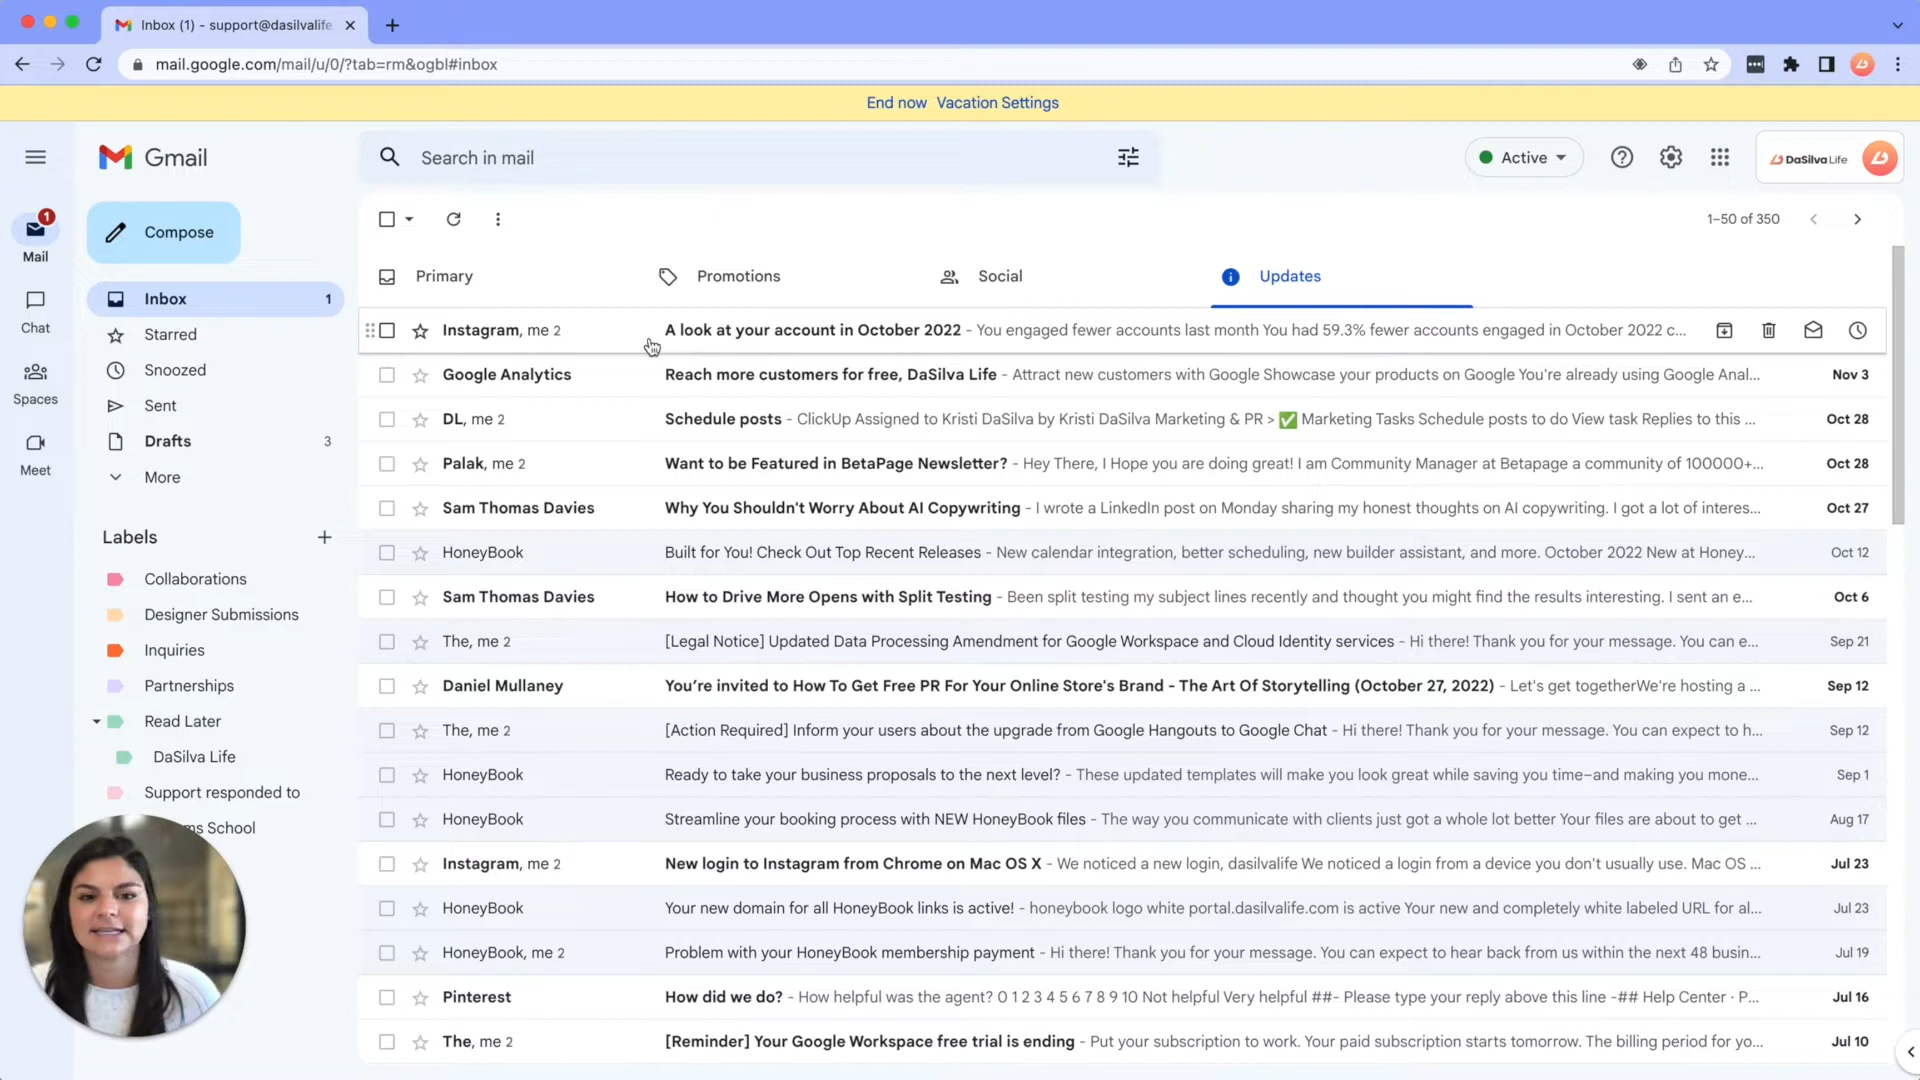 Inbox (1) - support@dasilvalife
mail.google.com/mail/u/0/?tab=rm&ogbl#inbox
End now Vacation Settings
Gmail
Search in mail
Active
DaSilva Life
1
Mail
Chat
Spaces
Meet
Compose
Inbox 1
Starred
Snoozed
Sent
Drafts 3
More
Labels
Collaborations
Designer Submissions
Inquiries
Partnerships
Read Later
DaSilva Life
Support responded to
ms School
1–50 of 350
Primary Promotions Social Updates
Instagram, me 2 A look at your account in October 2022 - You engaged fewer accounts last month You had 59.3% fewer accounts engaged in October 2022 c...
Google Analytics Reach more customers for free, DaSilva Life - Attract new customers with Google Showcase your products on Google You're already using Google Anal... Nov 3
DL, me 2 Schedule posts - ClickUp Assigned to Kristi DaSilva by Kristi DaSilva Marketing & PR > ✅ Marketing Tasks Schedule posts to do View task Replies to this ... Oct 28
Palak, me 2 Want to be Featured in BetaPage Newsletter? - Hey There, I Hope you are doing great! I am Community Manager at Betapage a community of 100000+... Oct 28
Sam Thomas Davies Why You Shouldn't Worry About AI Copywriting - I wrote a LinkedIn post on Monday sharing my honest thoughts on AI copywriting. I got a lot of interes... Oct 27
HoneyBook Built for You! Check Out Top Recent Releases - New calendar integration, better scheduling, new builder assistant, and more. October 2022 New at Honey... Oct 12
Sam Thomas Davies How to Drive More Opens with Split Testing - Been split testing my subject lines recently and thought you might find the results interesting. I sent an e... Oct 6
The, me 2 [Legal Notice] Updated Data Processing Amendment for Google Workspace and Cloud Identity services - Hi there! Thank you for your message. You can e... Sep 21
Daniel Mullaney You're invited to How To Get Free PR For Your Online Store's Brand - The Art Of Storytelling (October 27, 2022) - Let's get togetherWe're hosting a ... Sep 12
The, me 2 [Action Required] Inform your users about the upgrade from Google Hangouts to Google Chat - Hi there! Thank you for your message. You can expect to h... Sep 12
HoneyBook Ready to take your business proposals to the next level? - These updated templates will make you look great while saving you time–and making you mone... Sep 1
HoneyBook Streamline your booking process with NEW HoneyBook files - The way you communicate with clients just got a whole lot better Your files are about to get ... Aug 17
Instagram, me 2 New login to Instagram from Chrome on Mac OS X - We noticed a new login, dasilvalife We noticed a login from a device you don't usually use. Mac OS ... Jul 23
HoneyBook Your new domain for all HoneyBook links is active! - honeybook logo white portal.dasilvalife.com is active Your new and completely white labeled URL for al... Jul 23
HoneyBook, me 2 Problem with your HoneyBook membership payment - Hi there! Thank you for your message. You can expect to hear back from us within the next 48 busin... Jul 19
Pinterest How did we do? - How helpful was the agent? 0 1 2 3 4 5 6 7 8 9 10 Not helpful Very helpful ##- Please type your reply above this line -## Help Center · P... Jul 16
The, me 2 [Reminder] Your Google Workspace free trial is ending - Put your subscription to work. Your paid subscription starts tomorrow. The billing period for yo... Jul 10